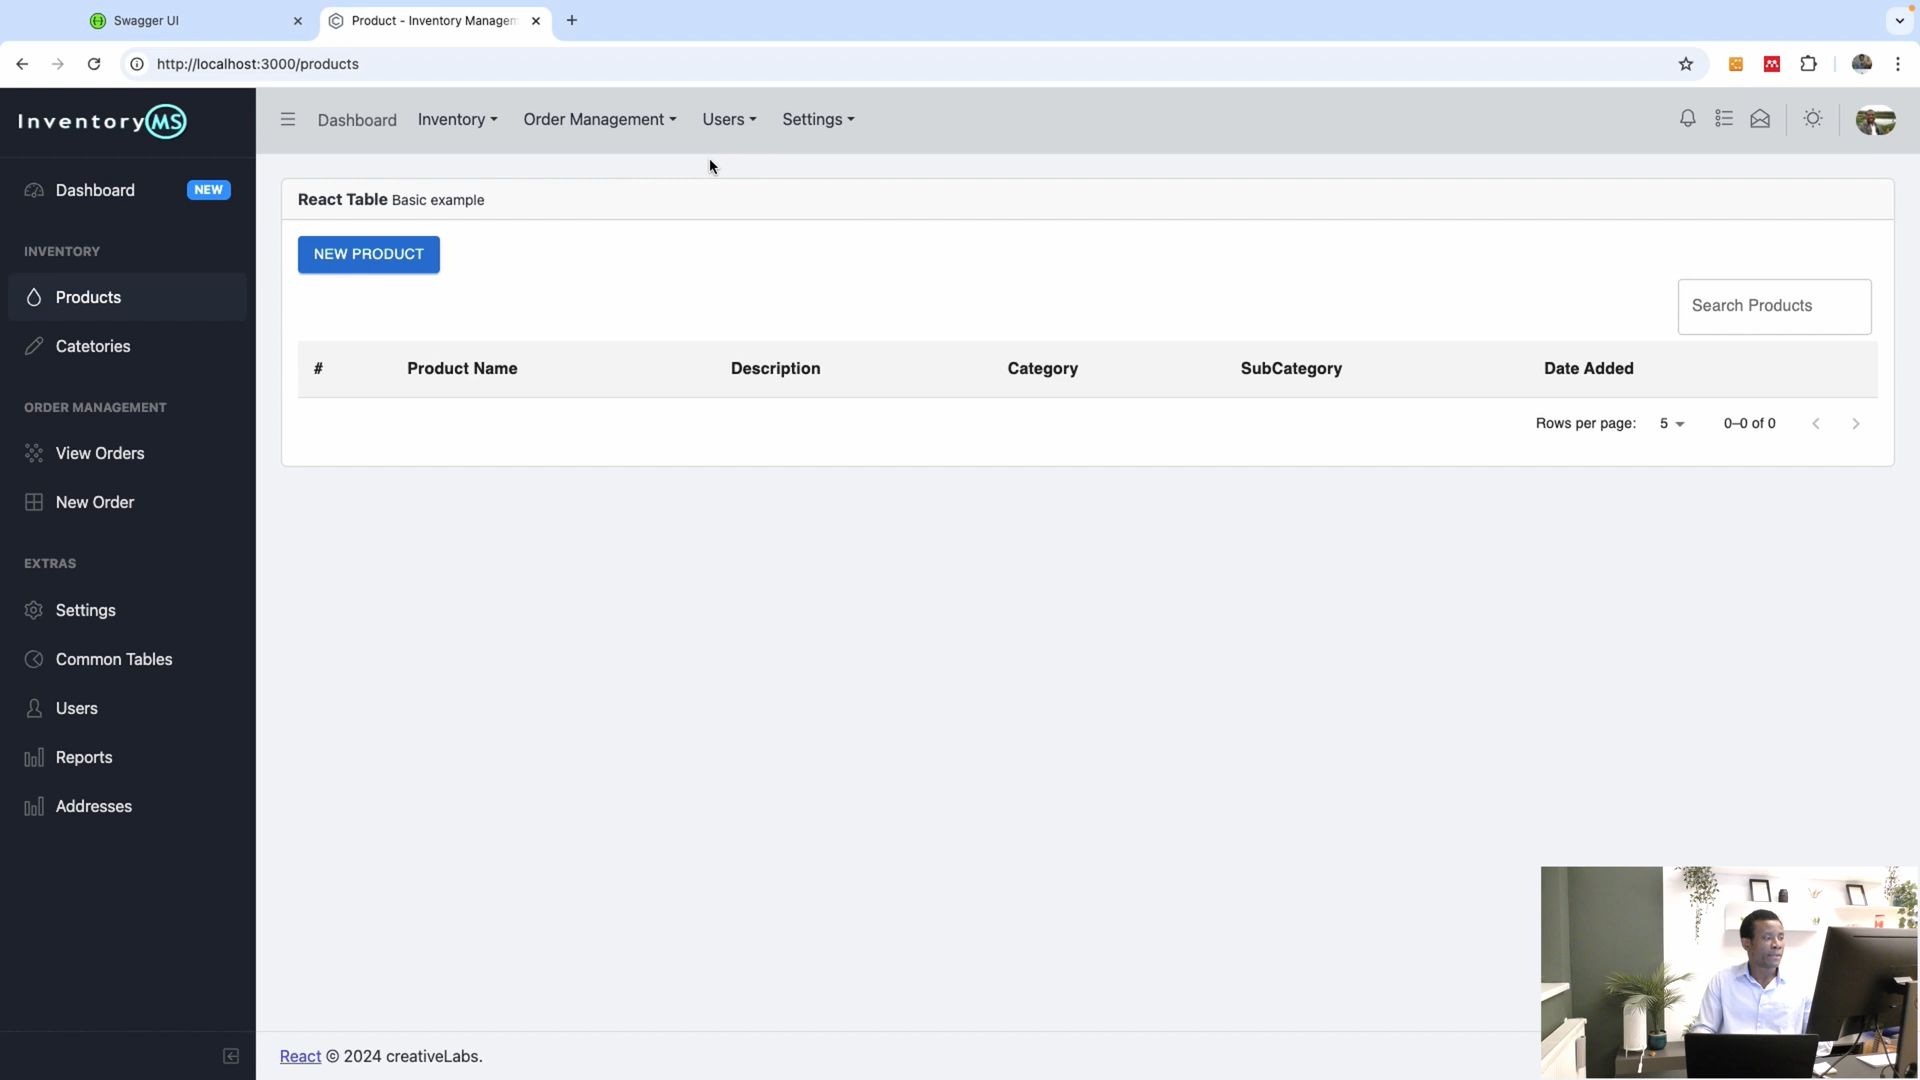 Swagger UI
Product - Inventory Managem
http://localhost:3000/products
InventoryMS
Dashboard
Inventory
Order Management
Users
Settings
Dashboard
NEW
INVENTORY
Products
Catetories
ORDER MANAGEMENT
View Orders
New Order
EXTRAS
Settings
Common Tables
Users
Reports
Addresses
React Table Basic example
NEW PRODUCT
Search Products
# Product Name Description Category SubCategory Date Added
Rows per page: 5 0–0 of 0
React © 2024 creativeLabs.